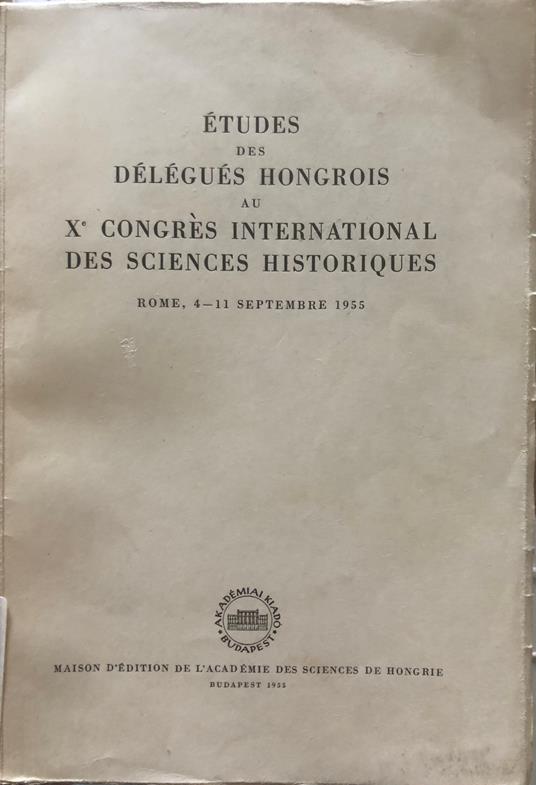 ÉTUDES
DES
DÉLÉGUÉS HONGROIS
AU
Xᵉ CONGRÈS INTERNATIONAL
DES SCIENCES HISTORIQUES
ROME, 4—11 SEPTEMBRE 1955
AKADÉMIAI KIADÓ
BUDAPEST
MAISON D'ÉDITION DE L'ACADÉMIE DES SCIENCES DE HONGRIE
BUDAPEST 1955